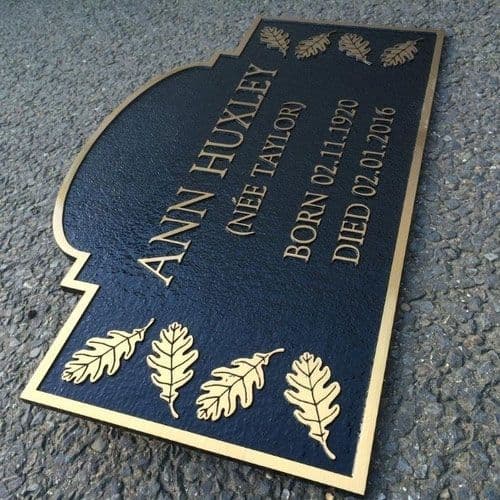 ANN HUXLEY
(NÉE TAYLOR)
BORN 02.11.1920
DIED 02.01.2016